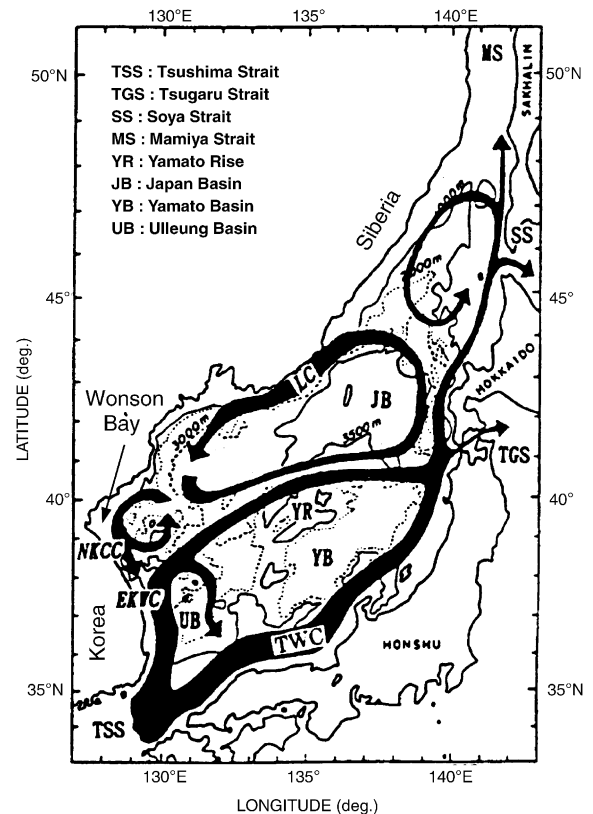 130°E 135°E 140°E
50°N
50°N
MS
SAKHALIN
TSS : Tsushima Strait
TGS : Tsugaru Strait
SS : Soya Strait
MS : Mamiya Strait
YR : Yamato Rise
JB : Japan Basin
YB : Yamato Basin
UB : Ulleung Basin
Siberia
SS
45°N
45°N
LC
JB
HOKKAIDO
Wonson
Bay
3000m
3500m
TGS
40°
40°N
YR
NKCC
YB
EKWC
UB
Korea
TWC
HONSHU
35°N
35°N
TSS
130°E 135°E 140°E
LATITUDE (deg.)
LONGITUDE (deg.)